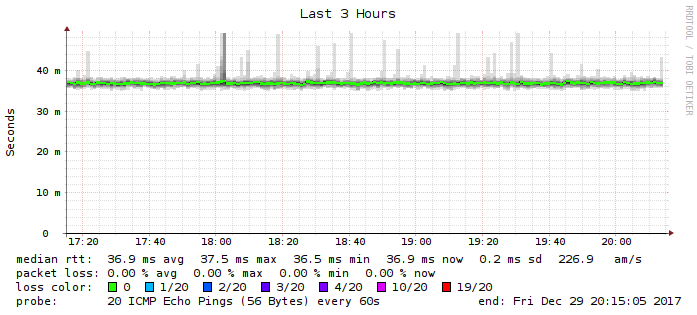 Last 3 Hours
RRDTOOL / TOBI OETIKER
Seconds
40 m
30 m
20 m
10 m
0
17:20 17:40 18:00 18:20 18:40 19:00 19:20 19:40 20:00
median rtt: 36.9 ms avg 37.5 ms max 36.5 ms min 36.9 ms now 0.2 ms sd 226.9 am/s
packet loss: 0.00 % avg 0.00 % max 0.00 % min 0.00 % now
loss color: 0 1/20 2/20 3/20 4/20 10/20 19/20
probe: 20 ICMP Echo Pings (56 Bytes) every 60s end: Fri Dec 29 20:15:05 2017